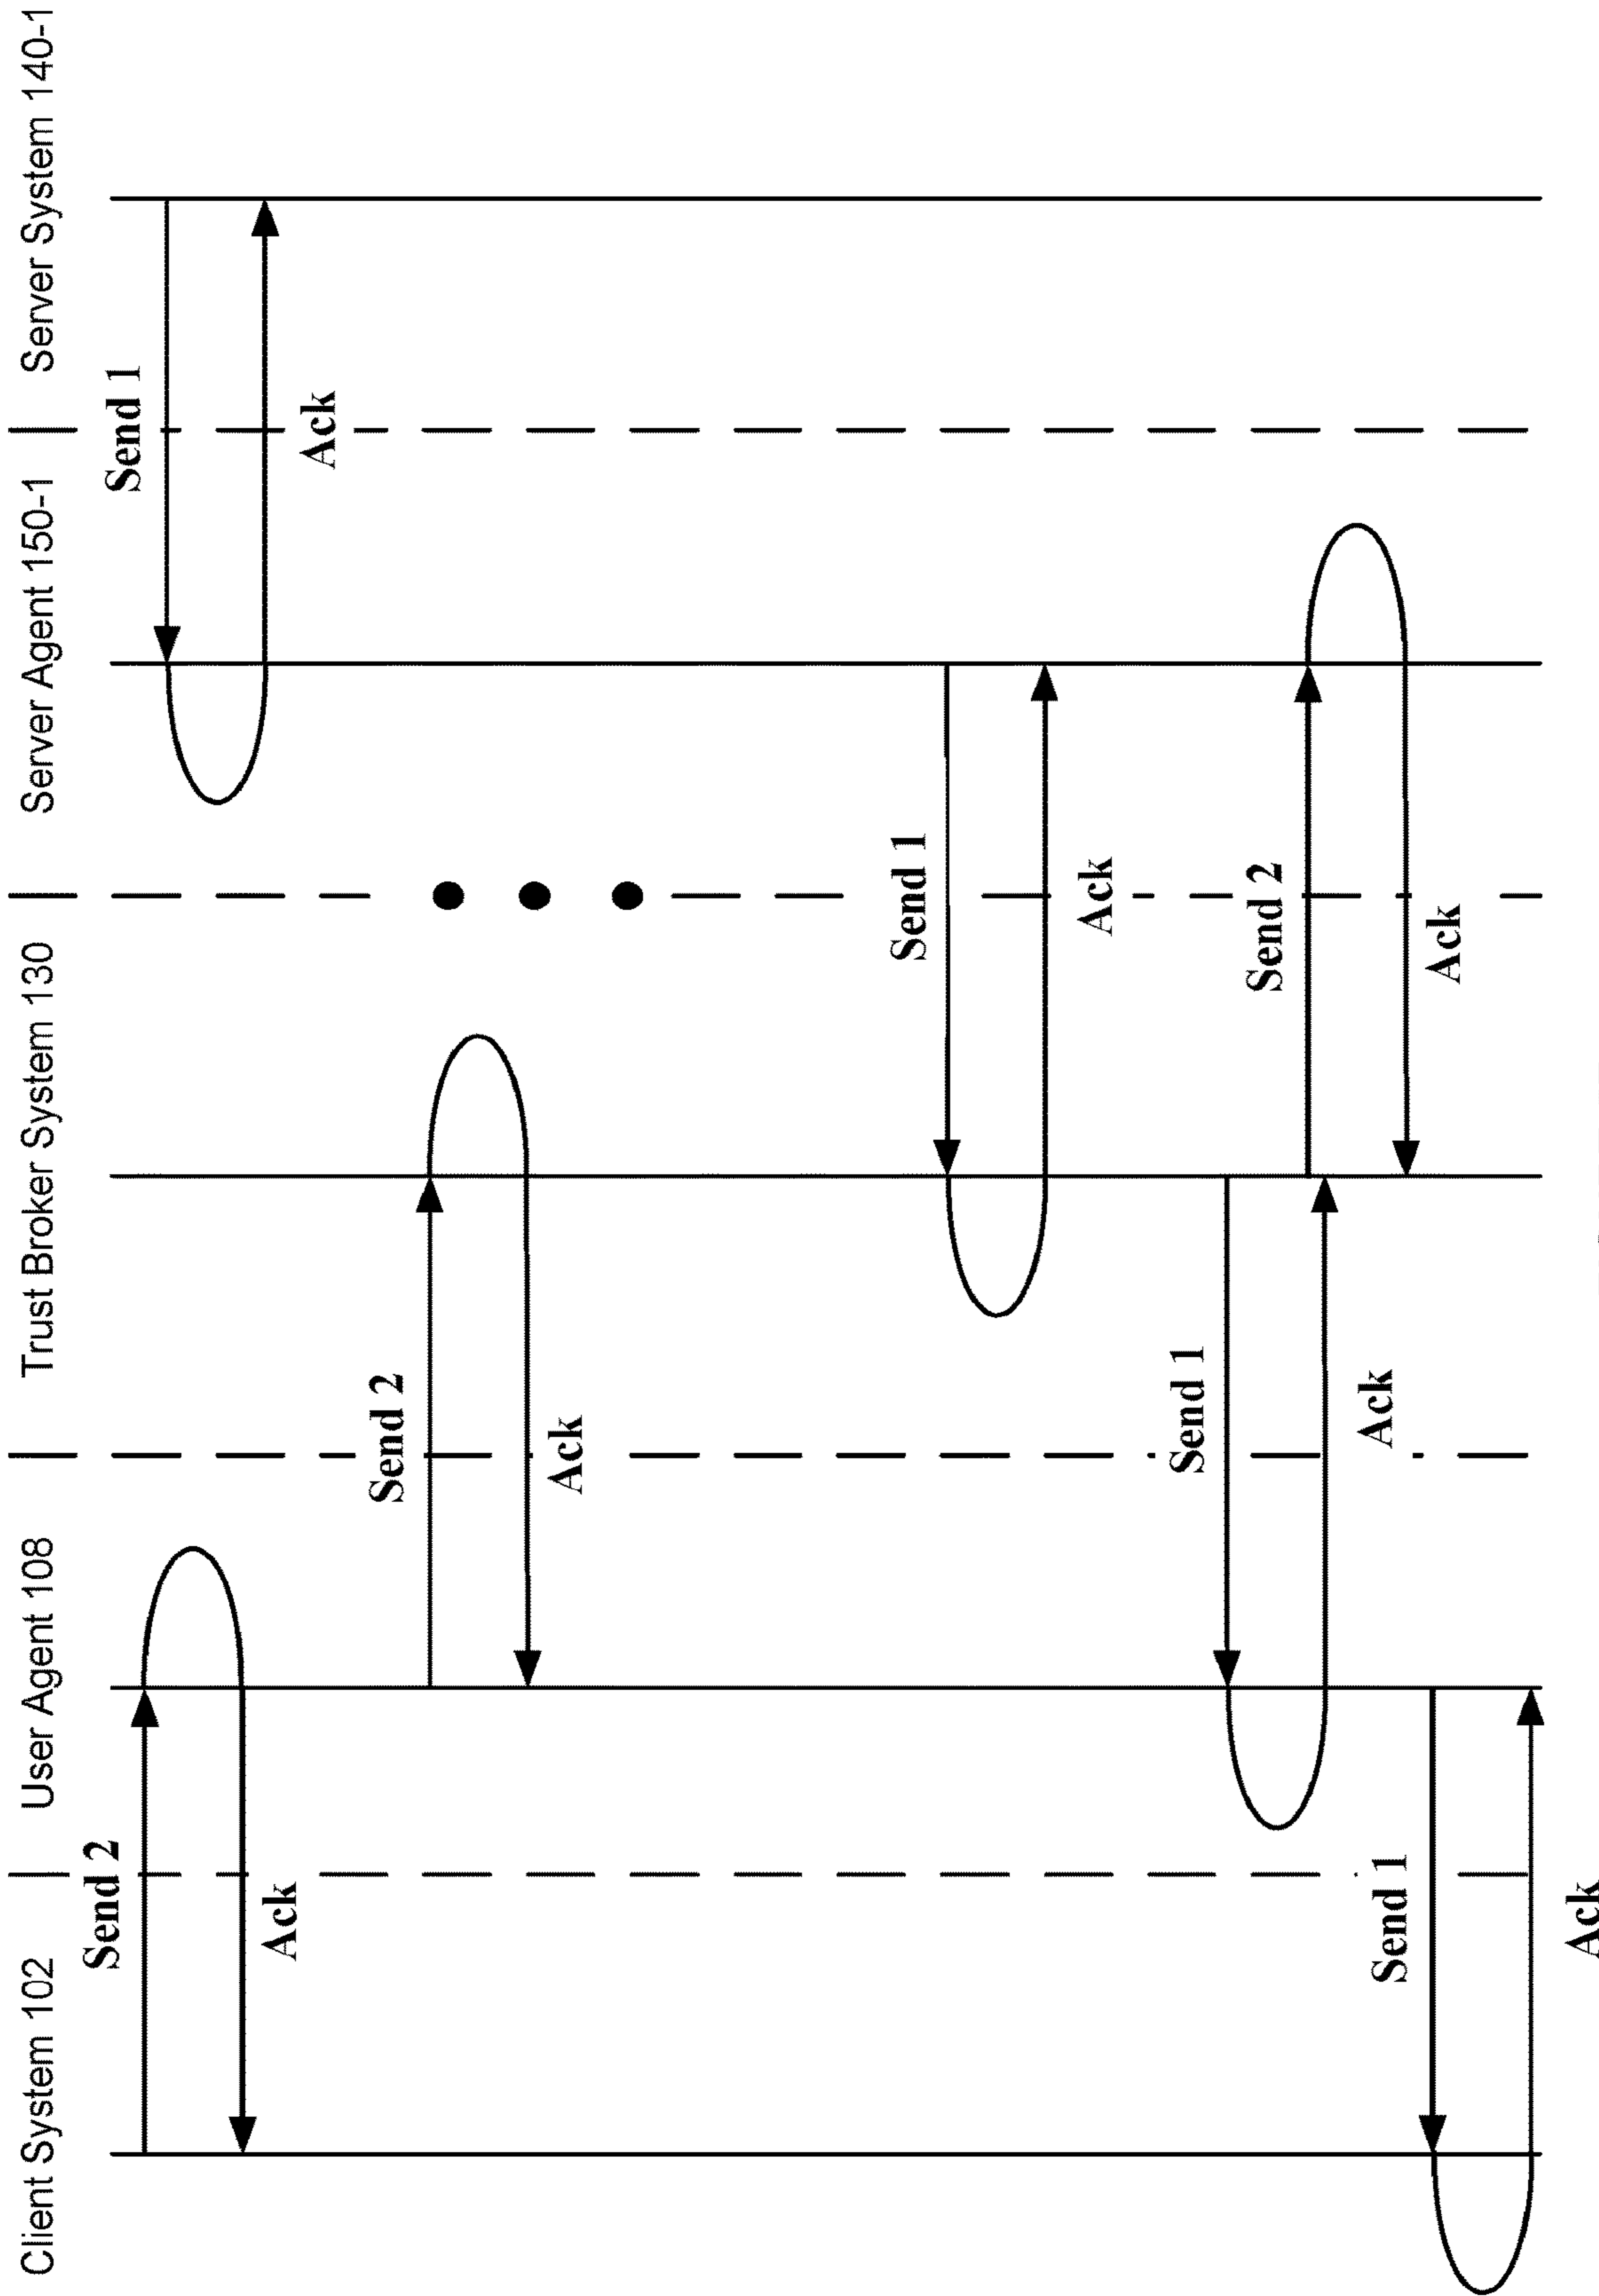 Client System 102
User Agent 108
Trust Broker System 130
Server Agent 150-1
Server System 140-1
Send 2
Send 1
Ack
Ack
Send 2
Ack
Send 1
Ack
Send 1
Send 2
Ack
Ack
Send 1
Ack